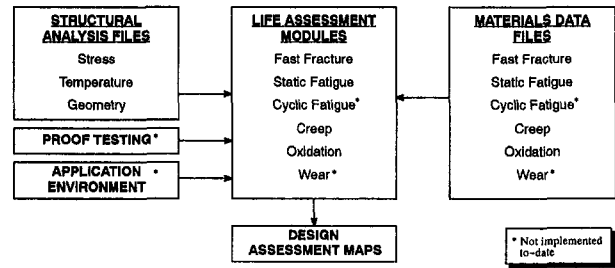 STRUCTURAL
ANALYSIS FILES
Stress
Temperature
Geometry
PROOF TESTING*
APPLICATION *
ENVIRONMENT
LIFE ASSESSMENT
MODULES
Fast Fracture
Static Fatigue
Cyclic Fatigue*
Creep
Oxidation
Wear*
MATERIALS DATA
FILES
Fast Fracture
Static Fatigue
Cyclic Fatigue*
Creep
Oxidation
Wear*
DESIGN
ASSESSMENT MAPS
* Not implemented
to-date